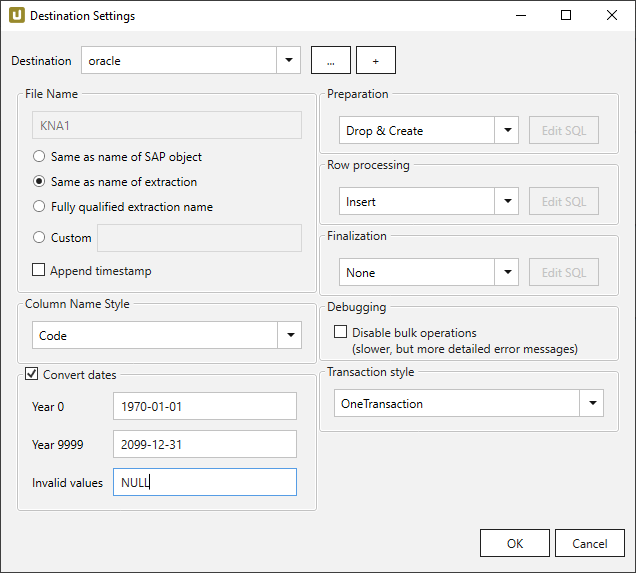 Destination Settings
Destination oracle ... +
File Name
KNA1
Same as name of SAP object
Same as name of extraction
Fully qualified extraction name
Custom
Append timestamp
Column Name Style
Code
Convert dates
Year 0 1970-01-01
Year 9999 2099-12-31
Invalid values NULL
Preparation
Drop & Create Edit SQL
Row processing
Insert Edit SQL
Finalization
None Edit SQL
Debugging
Disable bulk operations
(slower, but more detailed error messages)
Transaction style
OneTransaction
OK Cancel